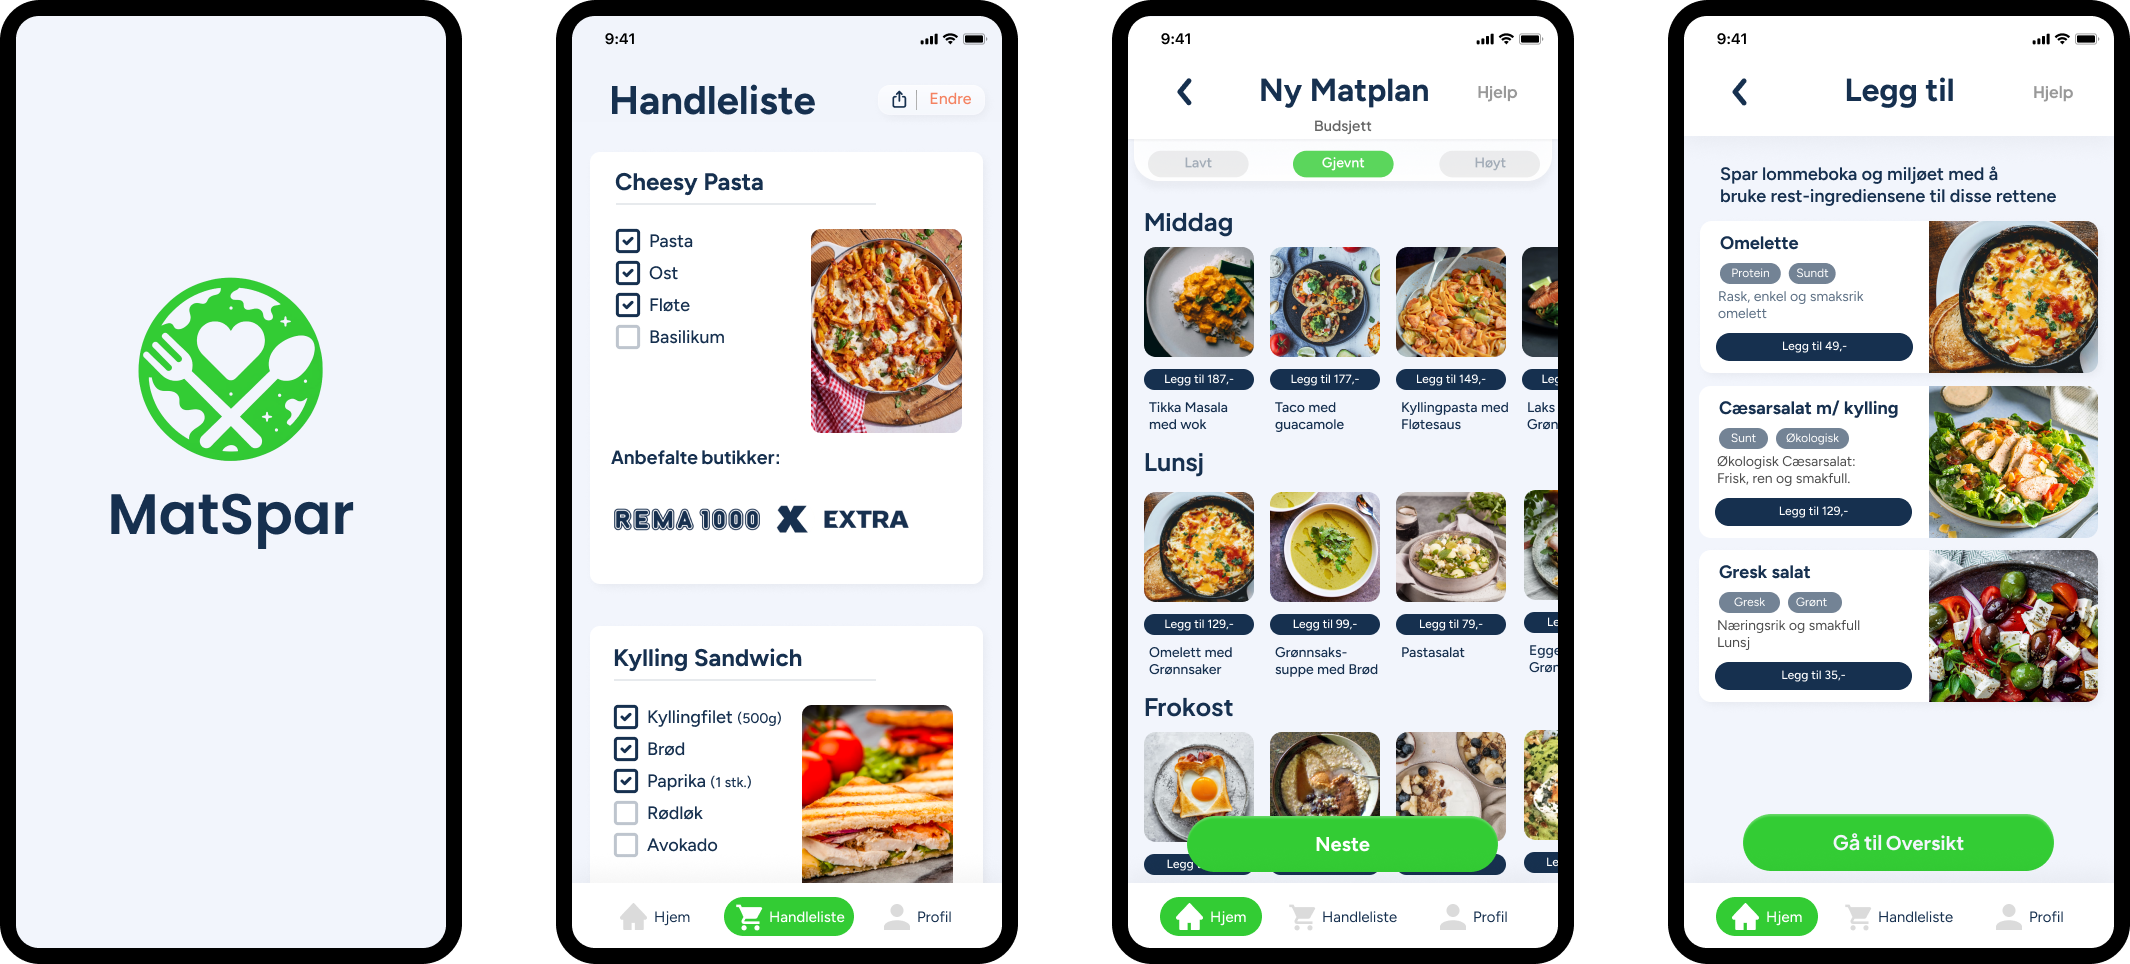 MatSpar
9:41
Handleliste
Endre
Cheesy Pasta
Pasta
Ost
Fløte
Basilikum
Anbefalte butikker:
REMA 1000 X EXTRA
Kylling Sandwich
Kyllingfilet (500g)
Brød
Paprika (1 stk.)
Rødløk
Avokado
Hjem Handleliste Profil
9:41
Ny Matplan
Hjelp
Budsjett
Lavt Gjevnt Høyt
Middag
Legg til 187,- Legg til 177,- Legg til 149,-
Tikka Masala
med wok
Taco med
guacamole
Kyllingpasta med
Fløtesaus
Laks
Lunsj
Legg til 129,- Legg til 99,- Legg til 79,-
Omelett med
Grønnsaker
Grønnsaks-
suppe med Brød
Pastasalat
Frokost
Legg
Neste
Hjem Handleliste Profil
9:41
Legg til
Hjelp
Spar lommeboka og miljøet med å
bruke rest-ingrediensene til disse rettene
Omelette
Protein Sundt
Rask, enkel og smaksrik
omelett
Legg til 49,-
Cæsarsalat m/ kylling
Sunt Økologisk
Økologisk Cæsarsalat:
Frisk, ren og smakfull.
Legg til 129,-
Gresk salat
Gresk Grønt
Næringsrik og smakfull
Lunsj
Legg til 35,-
Gå til Oversikt
Hjem Handleliste Profil